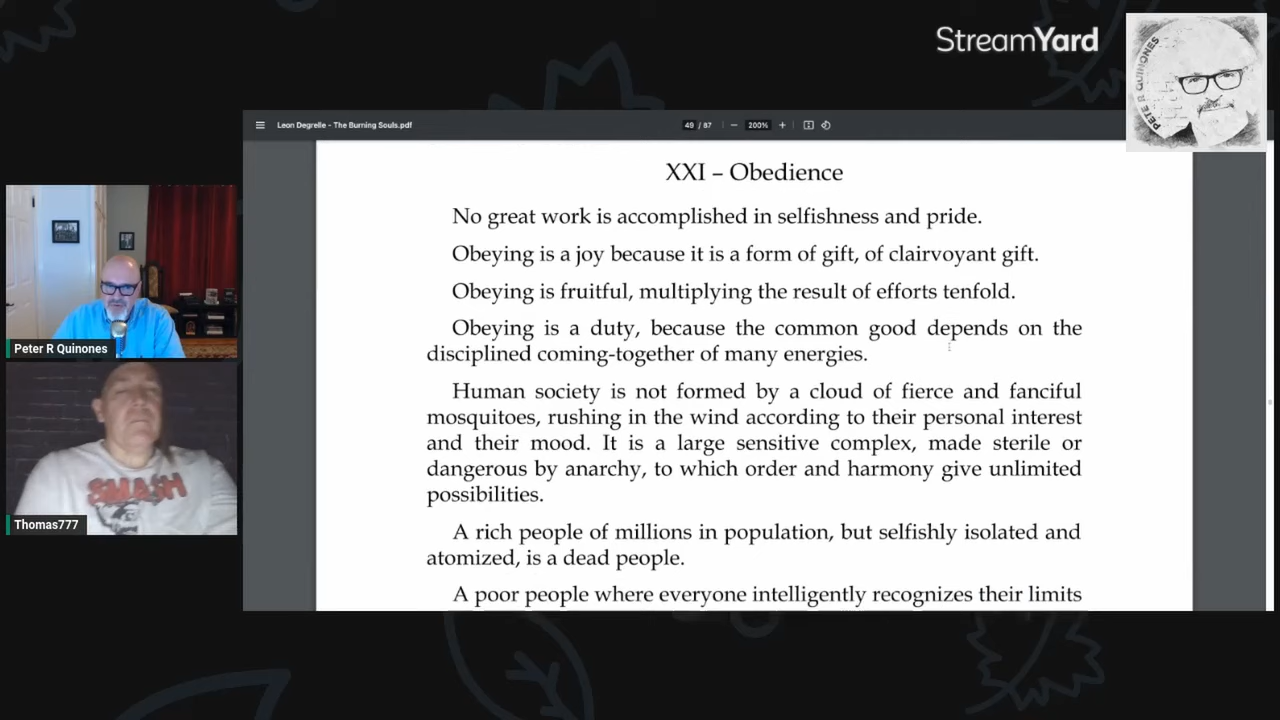 StreamYard
PETE R QUINONES
Leon Degrelle - The Burning Souls.pdf
49 / 87
200%
XXI – Obedience
No great work is accomplished in selfishness and pride.
Obeying is a joy because it is a form of gift, of clairvoyant gift.
Obeying is fruitful, multiplying the result of efforts tenfold.
Obeying is a duty, because the common good depends on the
disciplined coming-together of many energies.
Human society is not formed by a cloud of fierce and fanciful
mosquitoes, rushing in the wind according to their personal interest
and their mood. It is a large sensitive complex, made sterile or
dangerous by anarchy, to which order and harmony give unlimited
possibilities.
A rich people of millions in population, but selfishly isolated and
atomized, is a dead people.
A poor people where everyone intelligently recognizes their limits
Peter R Quinones
SMASH
Thomas777